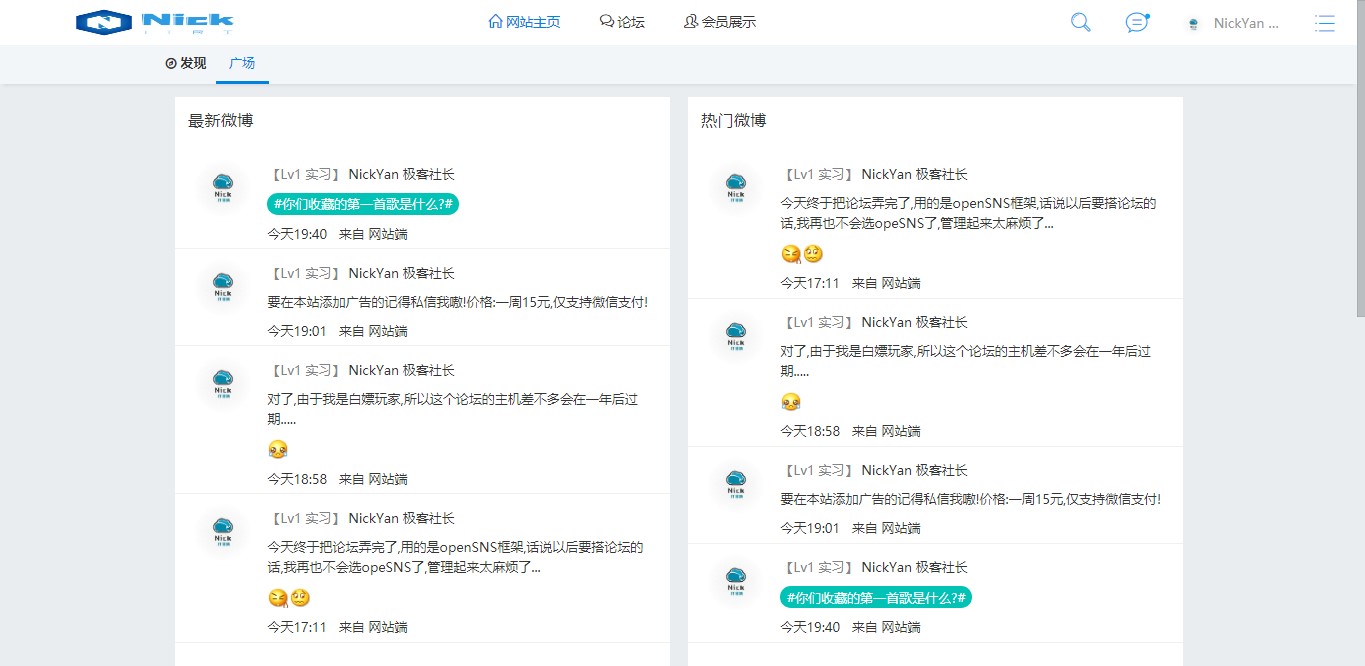 Nick
网站主页
论坛
会员展示
NickYan ...
发现
广场
最新微博
【Lv1 实习】 NickYan 极客社长
#你们收藏的第一首歌是什么?#
今天19:40 来自 网站端
【Lv1 实习】 NickYan 极客社长
要在本站添加广告的记得私信我嗷!价格:一周15元,仅支持微信支付!
今天19:01 来自 网站端
【Lv1 实习】 NickYan 极客社长
对了,由于我是白嫖玩家,所以这个论坛的主机差不多会在一年后过
期.....
今天18:58 来自 网站端
【Lv1 实习】 NickYan 极客社长
今天终于把论坛弄完了,用的是openSNS框架,话说以后要搭论坛的
话,我再也不会选opeSNS了,管理起来太麻烦了...
今天17:11 来自 网站端
热门微博
【Lv1 实习】 NickYan 极客社长
今天终于把论坛弄完了,用的是openSNS框架,话说以后要搭论坛的
话,我再也不会选opeSNS了,管理起来太麻烦了...
今天17:11 来自 网站端
【Lv1 实习】 NickYan 极客社长
对了,由于我是白嫖玩家,所以这个论坛的主机差不多会在一年后过
期.....
今天18:58 来自 网站端
【Lv1 实习】 NickYan 极客社长
要在本站添加广告的记得私信我嗷!价格:一周15元,仅支持微信支付!
今天19:01 来自 网站端
【Lv1 实习】 NickYan 极客社长
#你们收藏的第一首歌是什么?#
今天19:40 来自 网站端